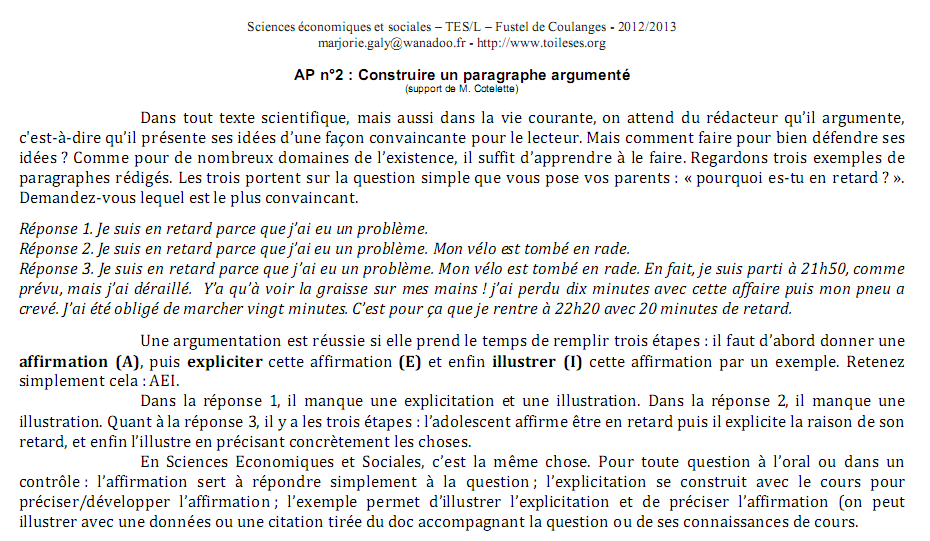 Sciences économiques et sociales – TES/L – Fustel de Coulanges - 2012/2013
marjorie.galy@wanadoo.fr - http://www.toileses.org
AP n°2 : Construire un paragraphe argumenté
(support de M. Cotelette)
Dans tout texte scientifique, mais aussi dans la vie courante, on attend du rédacteur qu'il argumente,
c'est-à-dire qu'il présente ses idées d'une façon convaincante pour le lecteur. Mais comment faire pour bien défendre ses
idées ? Comme pour de nombreux domaines de l'existence, il suffit d'apprendre à le faire. Regardons trois exemples de
paragraphes rédigés. Les trois portent sur la question simple que vous pose vos parents : « pourquoi es-tu en retard ? ».
Demandez-vous lequel est le plus convaincant.
Réponse 1. Je suis en retard parce que j'ai eu un problème.
Réponse 2. Je suis en retard parce que j'ai eu un problème. Mon vélo est tombé en rade.
Réponse 3. Je suis en retard parce que j'ai eu un problème. Mon vélo est tombé en rade. En fait, je suis parti à 21h50, comme
prévu, mais j'ai déraillé. Y'a qu'à voir la graisse sur mes mains ! j'ai perdu dix minutes avec cette affaire puis mon pneu a
crevé. J'ai été obligé de marcher vingt minutes. C'est pour ça que je rentre à 22h20 avec 20 minutes de retard.
Une argumentation est réussie si elle prend le temps de remplir trois étapes : il faut d'abord donner une
affirmation (A), puis expliciter cette affirmation (E) et enfin illustrer (I) cette affirmation par un exemple. Retenez
simplement cela : AEI.
Dans la réponse 1, il manque une explicitation et une illustration. Dans la réponse 2, il manque une
illustration. Quant à la réponse 3, il y a les trois étapes : l'adolescent affirme être en retard puis il explicite la raison de son
retard, et enfin l'illustre en précisant concrètement les choses.
En Sciences Economiques et Sociales, c'est la même chose. Pour toute question à l'oral ou dans un
contrôle : l'affirmation sert à répondre simplement à la question ; l'explicitation se construit avec le cours pour
préciser/développer l'affirmation ; l'exemple permet d'illustrer l'explicitation et de préciser l'affirmation (on peut
illustrer avec une données ou une citation tirée du doc accompagnant la question ou de ses connaissances de cours.